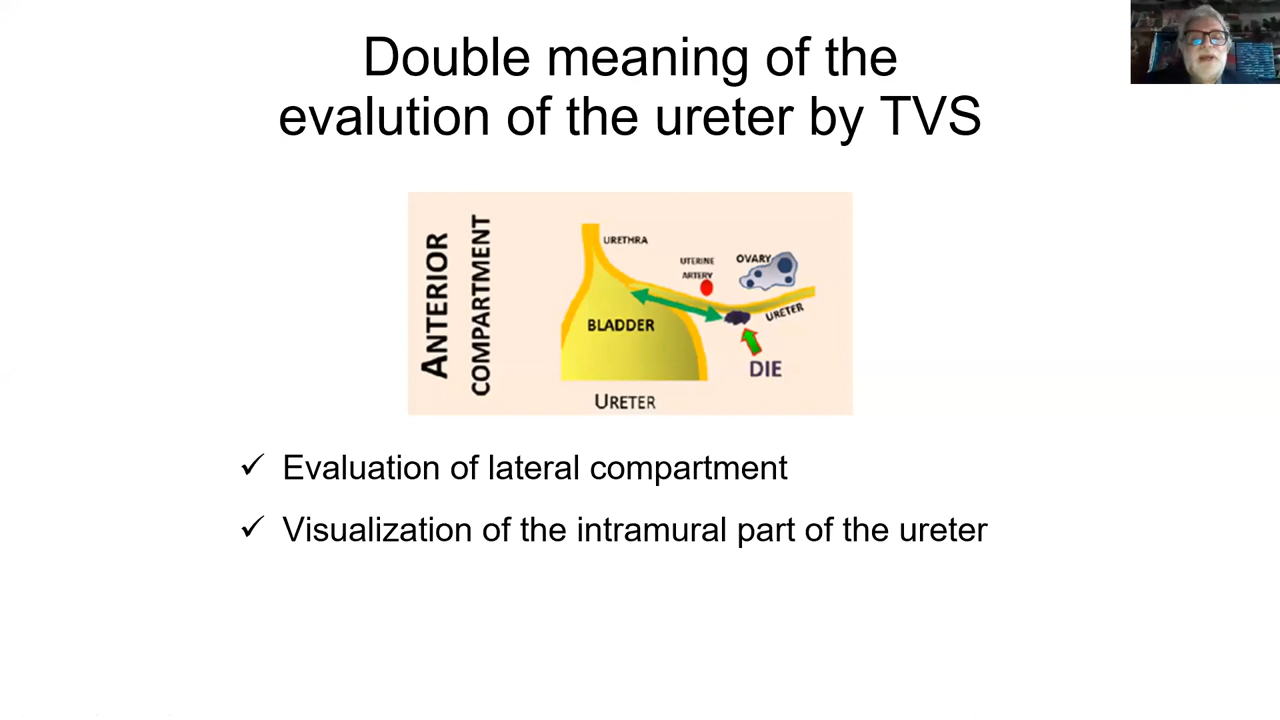 Double meaning of the
evalution of the ureter by TVS
ANTERIOR
COMPARTMENT
URETHRA
UTERINE
ARTERY
OVARY
BLADDER
URETER
DIE
URETER
✓ Evaluation of lateral compartment
✓ Visualization of the intramural part of the ureter